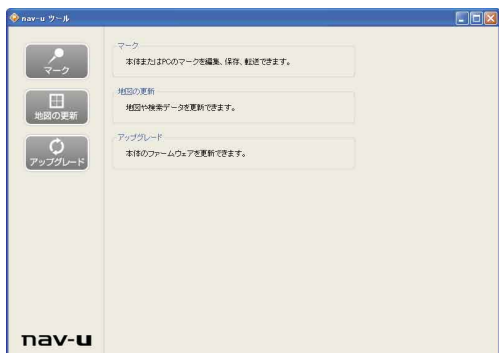 nav-u ツール
マーク
マーク
本体またはPCのマークを編集、保存、転送できます。
地図の更新
地図の更新
地図や検索データを更新できます。
アップグレード
アップグレード
本体のファームウェアを更新できます。
nav-u